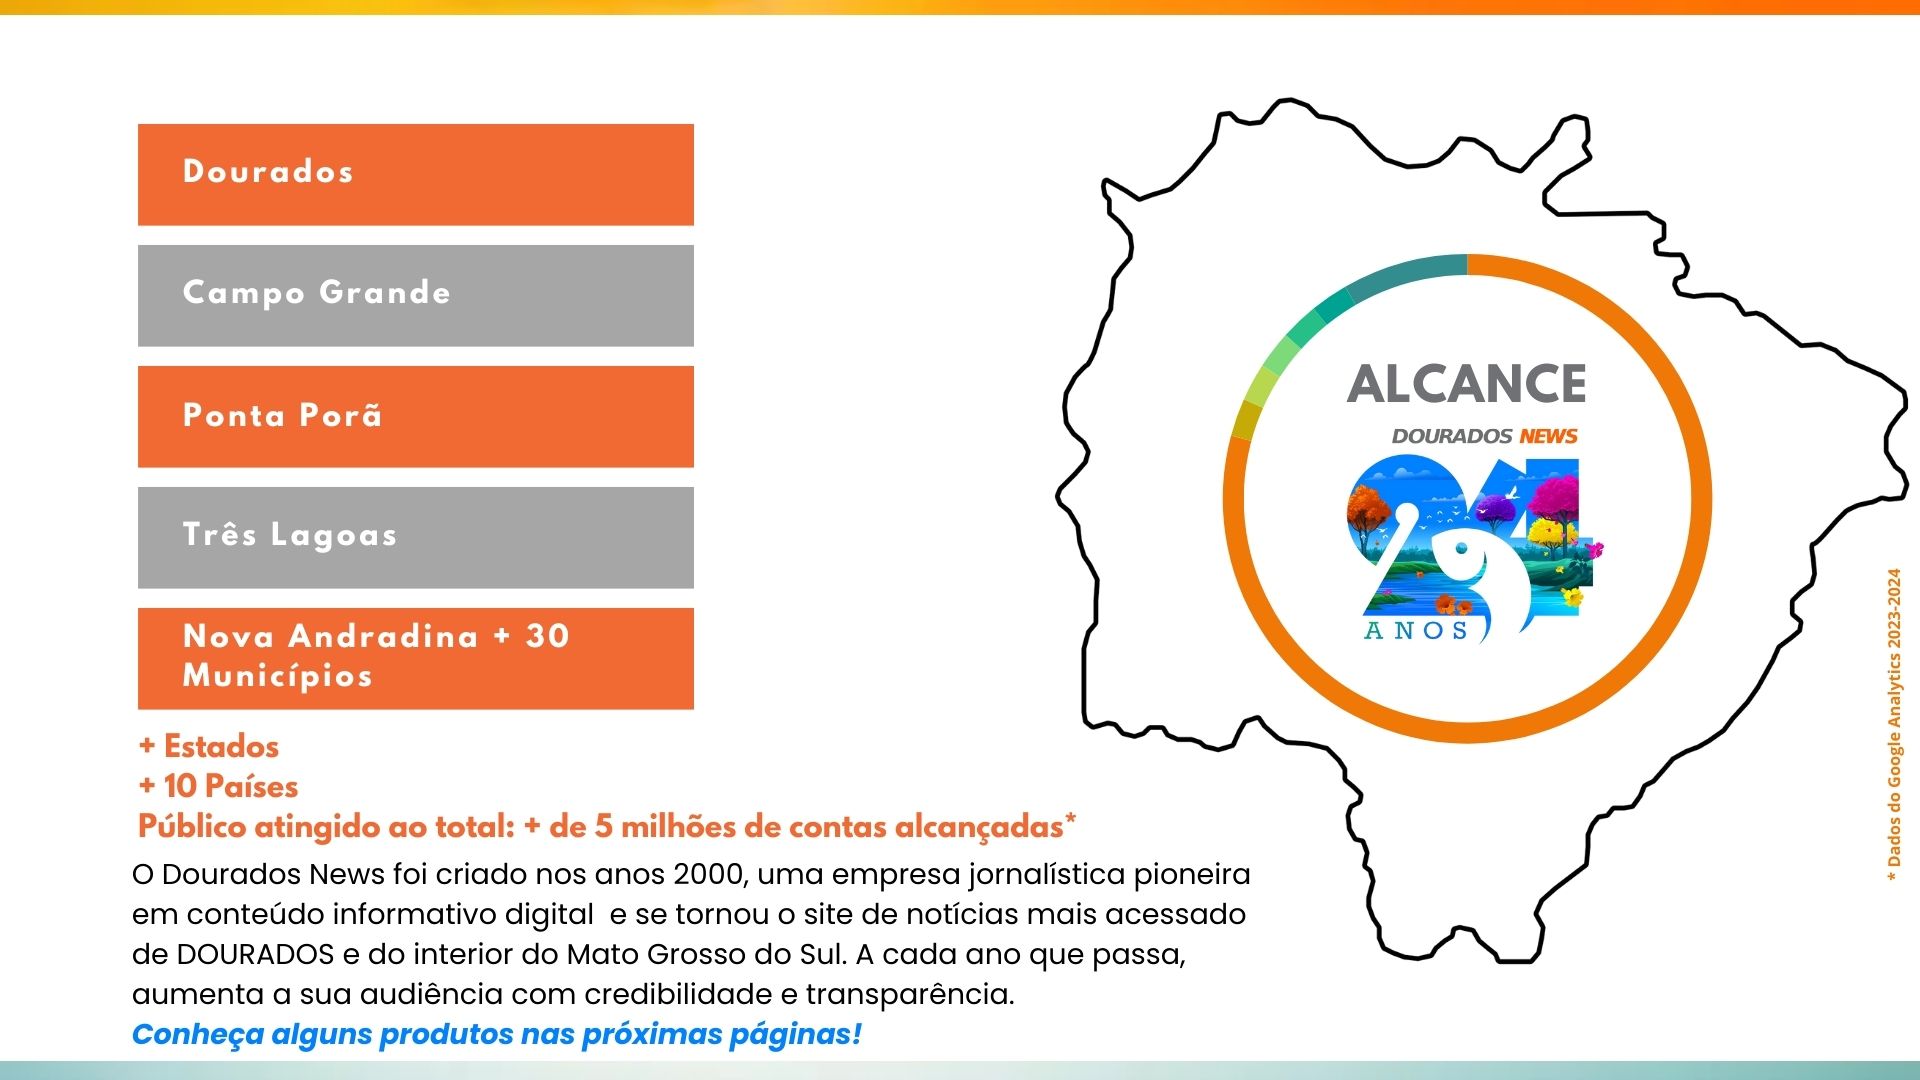 Dourados
Campo Grande
Ponta Porã
Três Lagoas
Nova Andradina + 30
Municípios
+ Estados
+ 10 Países
Público atingido ao total: + de 5 milhões de contas alcançadas*
O Dourados News foi criado nos anos 2000, uma empresa jornalística pioneira
em conteúdo informativo digital e se tornou o site de notícias mais acessado
de DOURADOS e do interior do Mato Grosso do Sul. A cada ano que passa,
aumenta a sua audiência com credibilidade e transparência.
Conheça alguns produtos nas próximas páginas!
ALCANCE
DOURADOS NEWS
24
ANOS
* Dados do Google Analytics 2023-2024